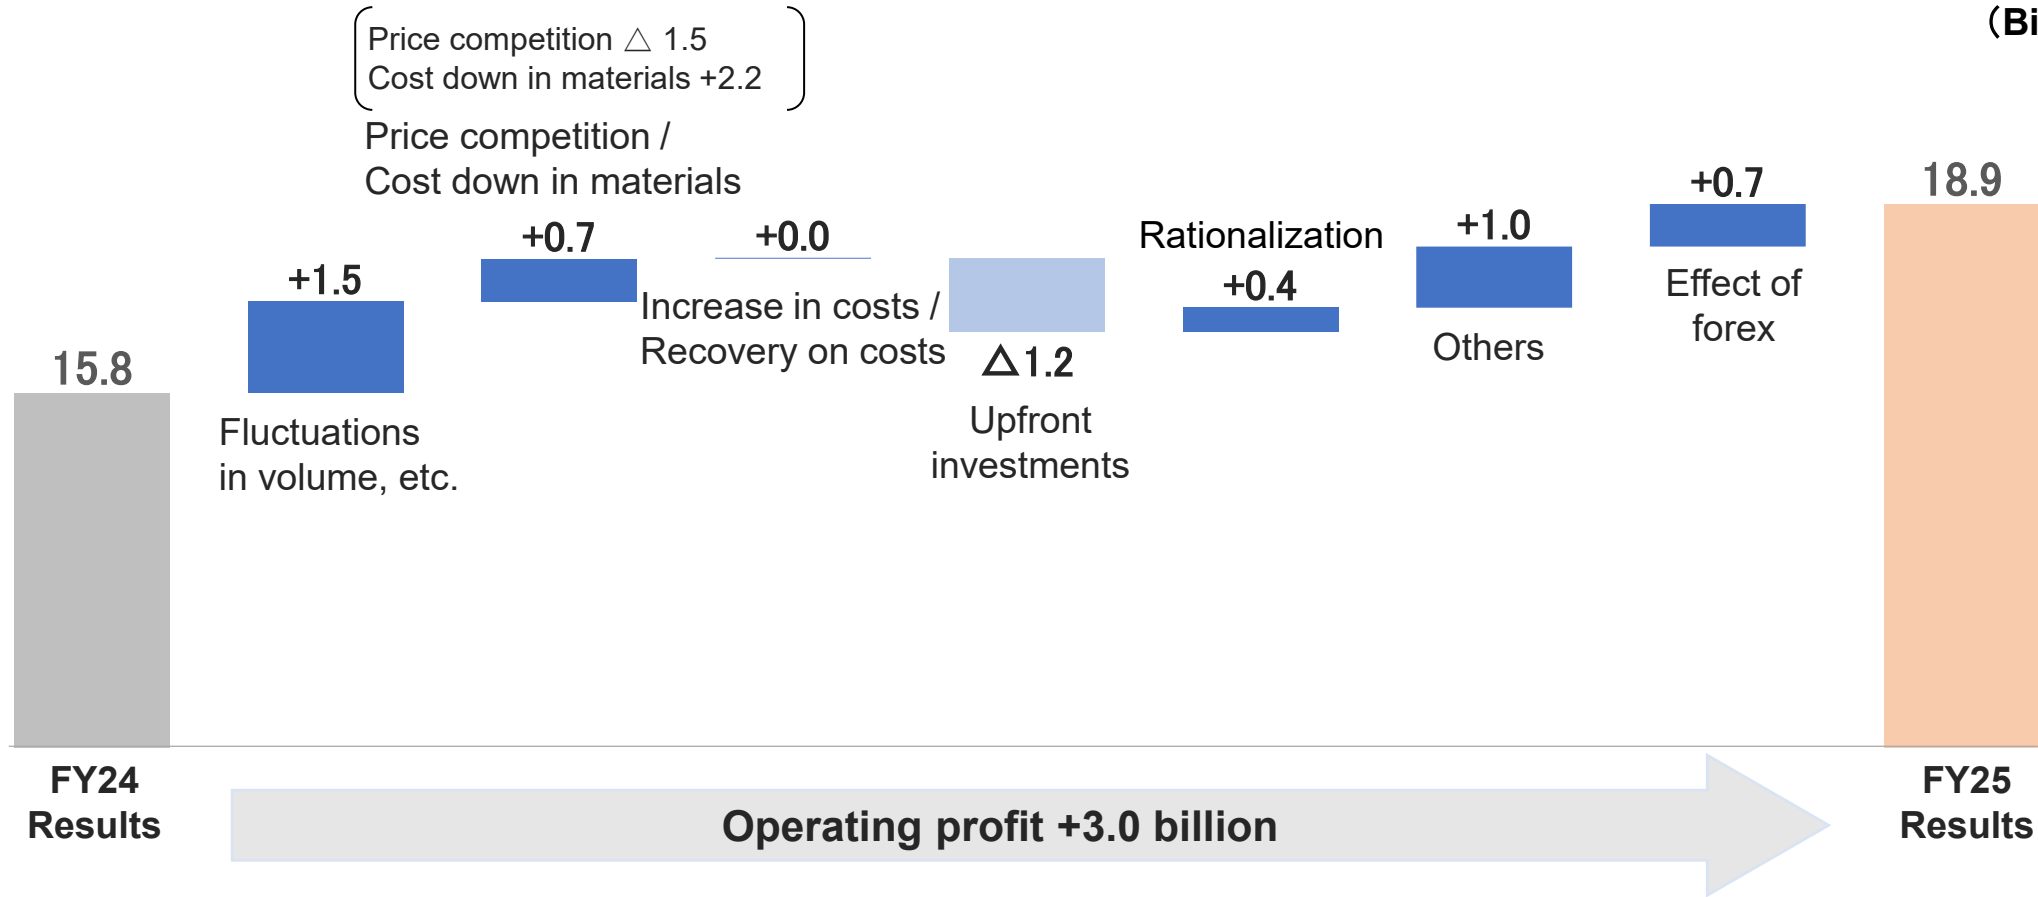 (Bi
Price competition △ 1.5
Cost down in materials +2.2
Price competition /
Cost down in materials
15.8
+1.5
Fluctuations
in volume, etc.
+0.7
+0.0
Increase in costs /
Recovery on costs
△1.2
Upfront
investments
Rationalization
+0.4
+1.0
Others
+0.7
Effect of
forex
18.9
FY24
Results
Operating profit +3.0 billion
FY25
Results